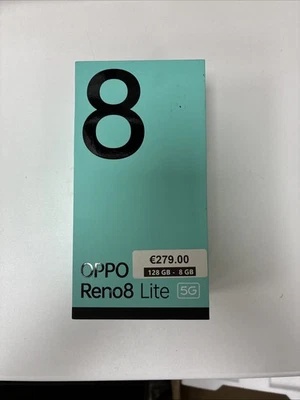 8
€279.00
OPPO
128 GB - 8 GB
Reno8 Lite 5G